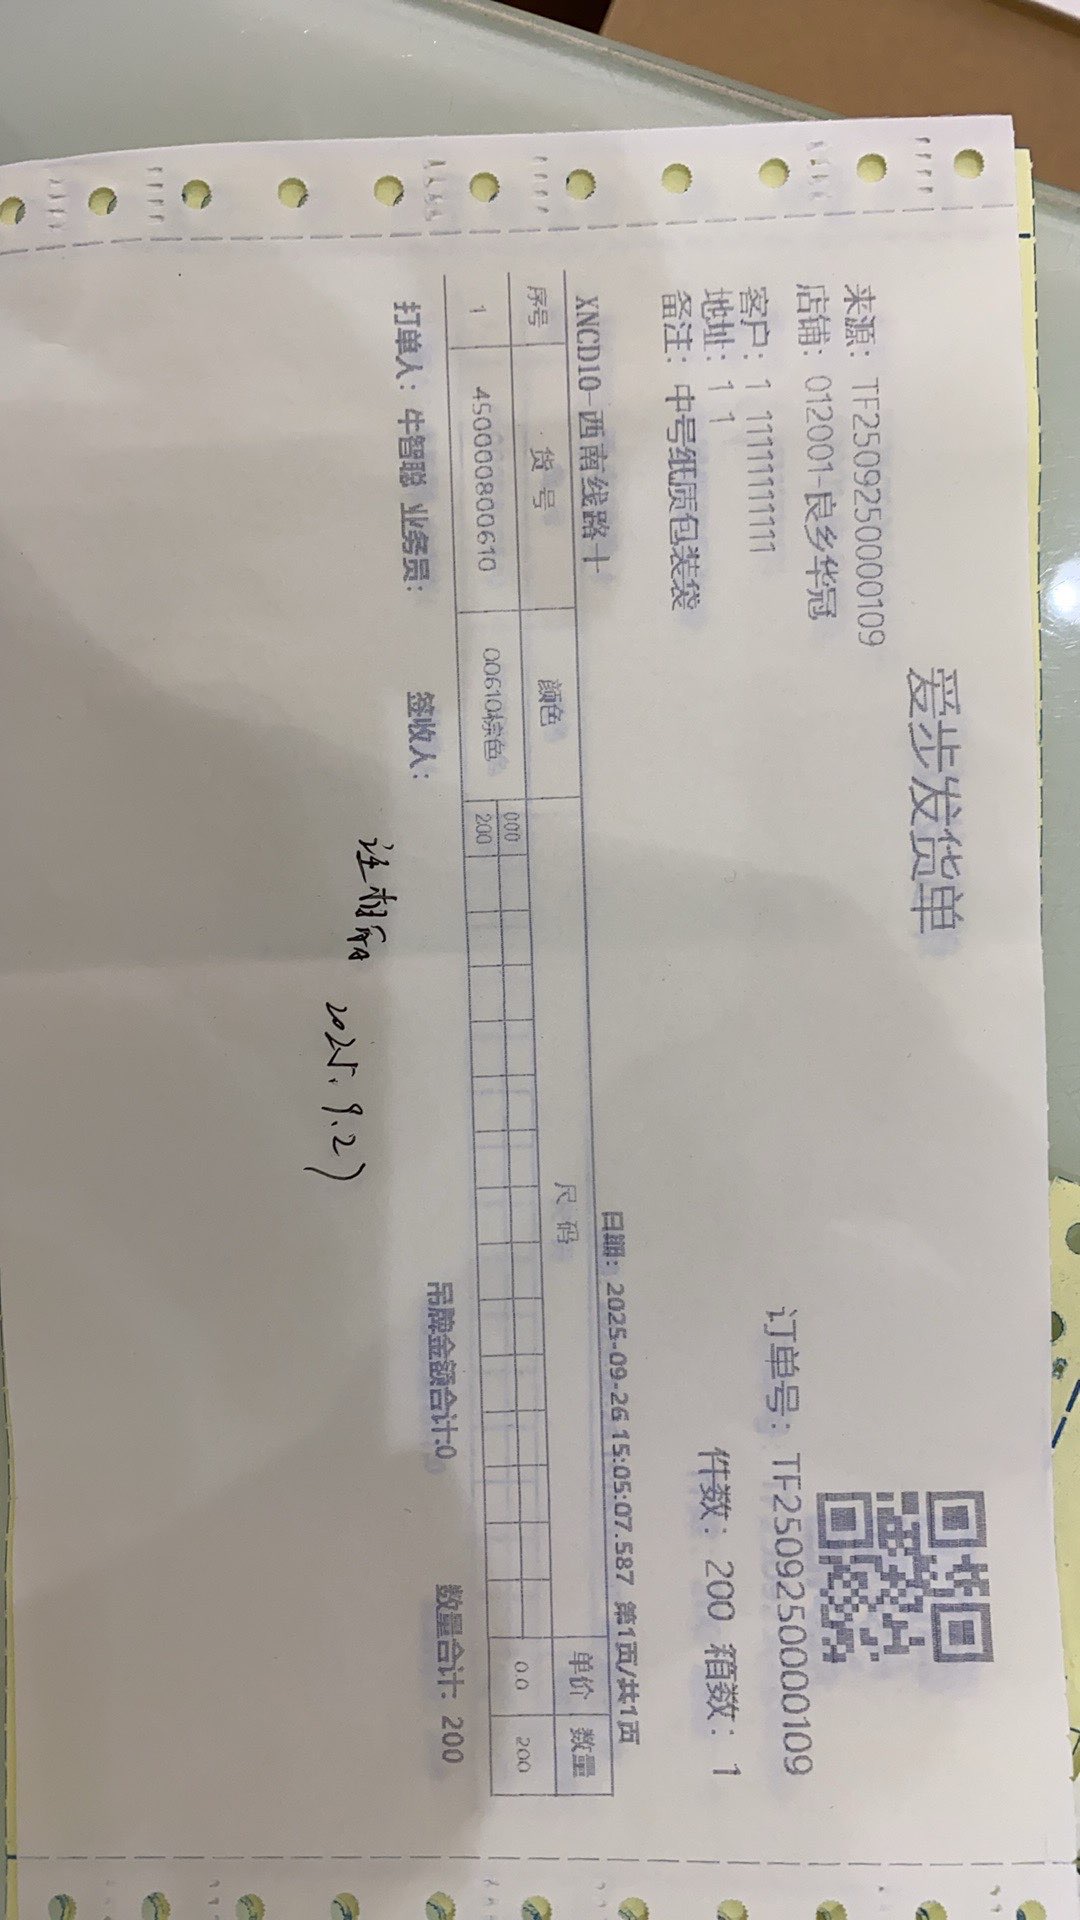 爱步发货单
来源: TF2509250000109
店铺: 012001-良乡华冠
订单号: TF2509250000109
客户: 1 11111111111
地址: 1 1
件数: 200 箱数: 1
备注: 中号纸质包装袋
XNCD10-西南线路十 日期: 2025-09-26 15:05:07.587 第1页/共1页
序号 货号 颜色 尺码 单价 数量
000
1 450000800610 00610棕色 200 0.0 200
打单人: 牛智聪 业务员: 签收人: 吊牌金额合计:0 数量合计: 200
2025.9.2)